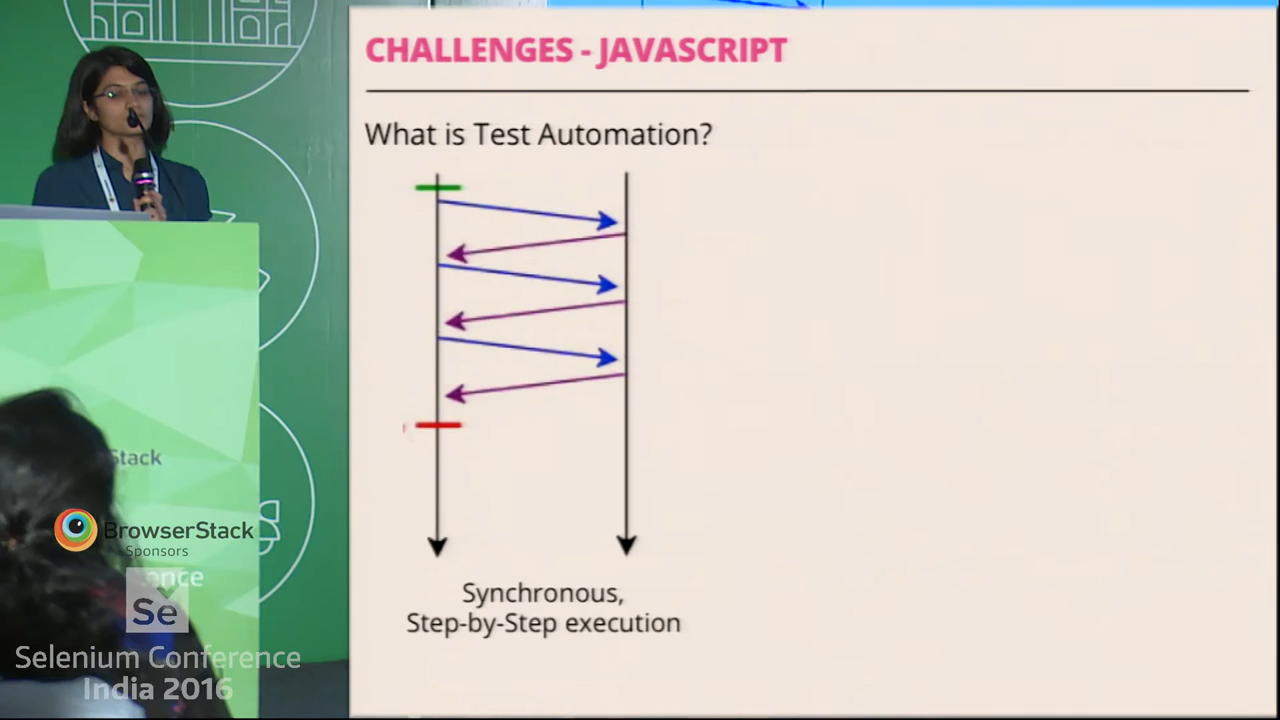 CHALLENGES - JAVASCRIPT
What is Test Automation?
Synchronous,
Step-by-Step execution
Stack
BrowserStack
Sponsors
ence
Se
Selenium Conference
India 2016